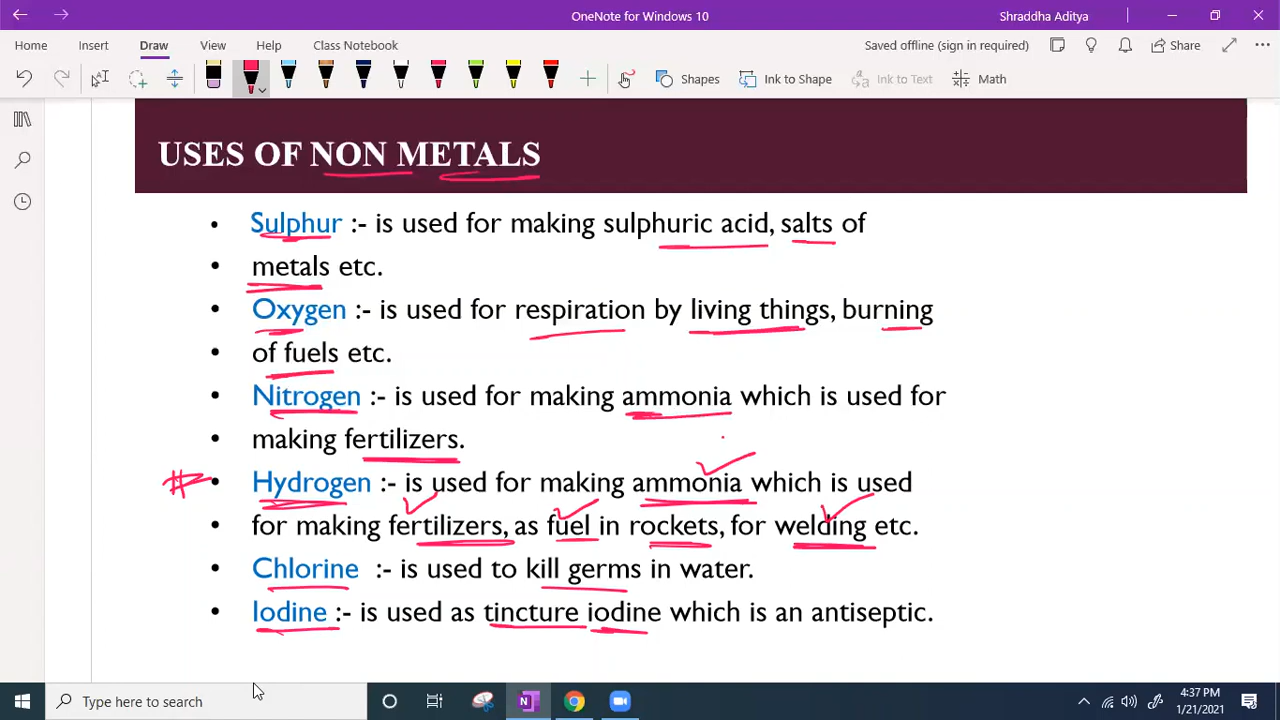 OneNote for Windows 10
Shraddha Aditya
Home Insert Draw View Help Class Notebook
Saved offline (sign in required)
Share
Shapes
Ink to Shape
Ink to Text
Math
USES OF NON METALS
• Sulphur :- is used for making sulphuric acid, salts of
• metals etc.
• Oxygen :- is used for respiration by living things, burning
• of fuels etc.
• Nitrogen :- is used for making ammonia which is used for
• making fertilizers.
• Hydrogen :- is used for making ammonia which is used
• for making fertilizers, as fuel in rockets, for welding etc.
• Chlorine :- is used to kill germs in water.
• Iodine :- is used as tincture iodine which is an antiseptic.
Type here to search
4:37 PM
1/21/2021